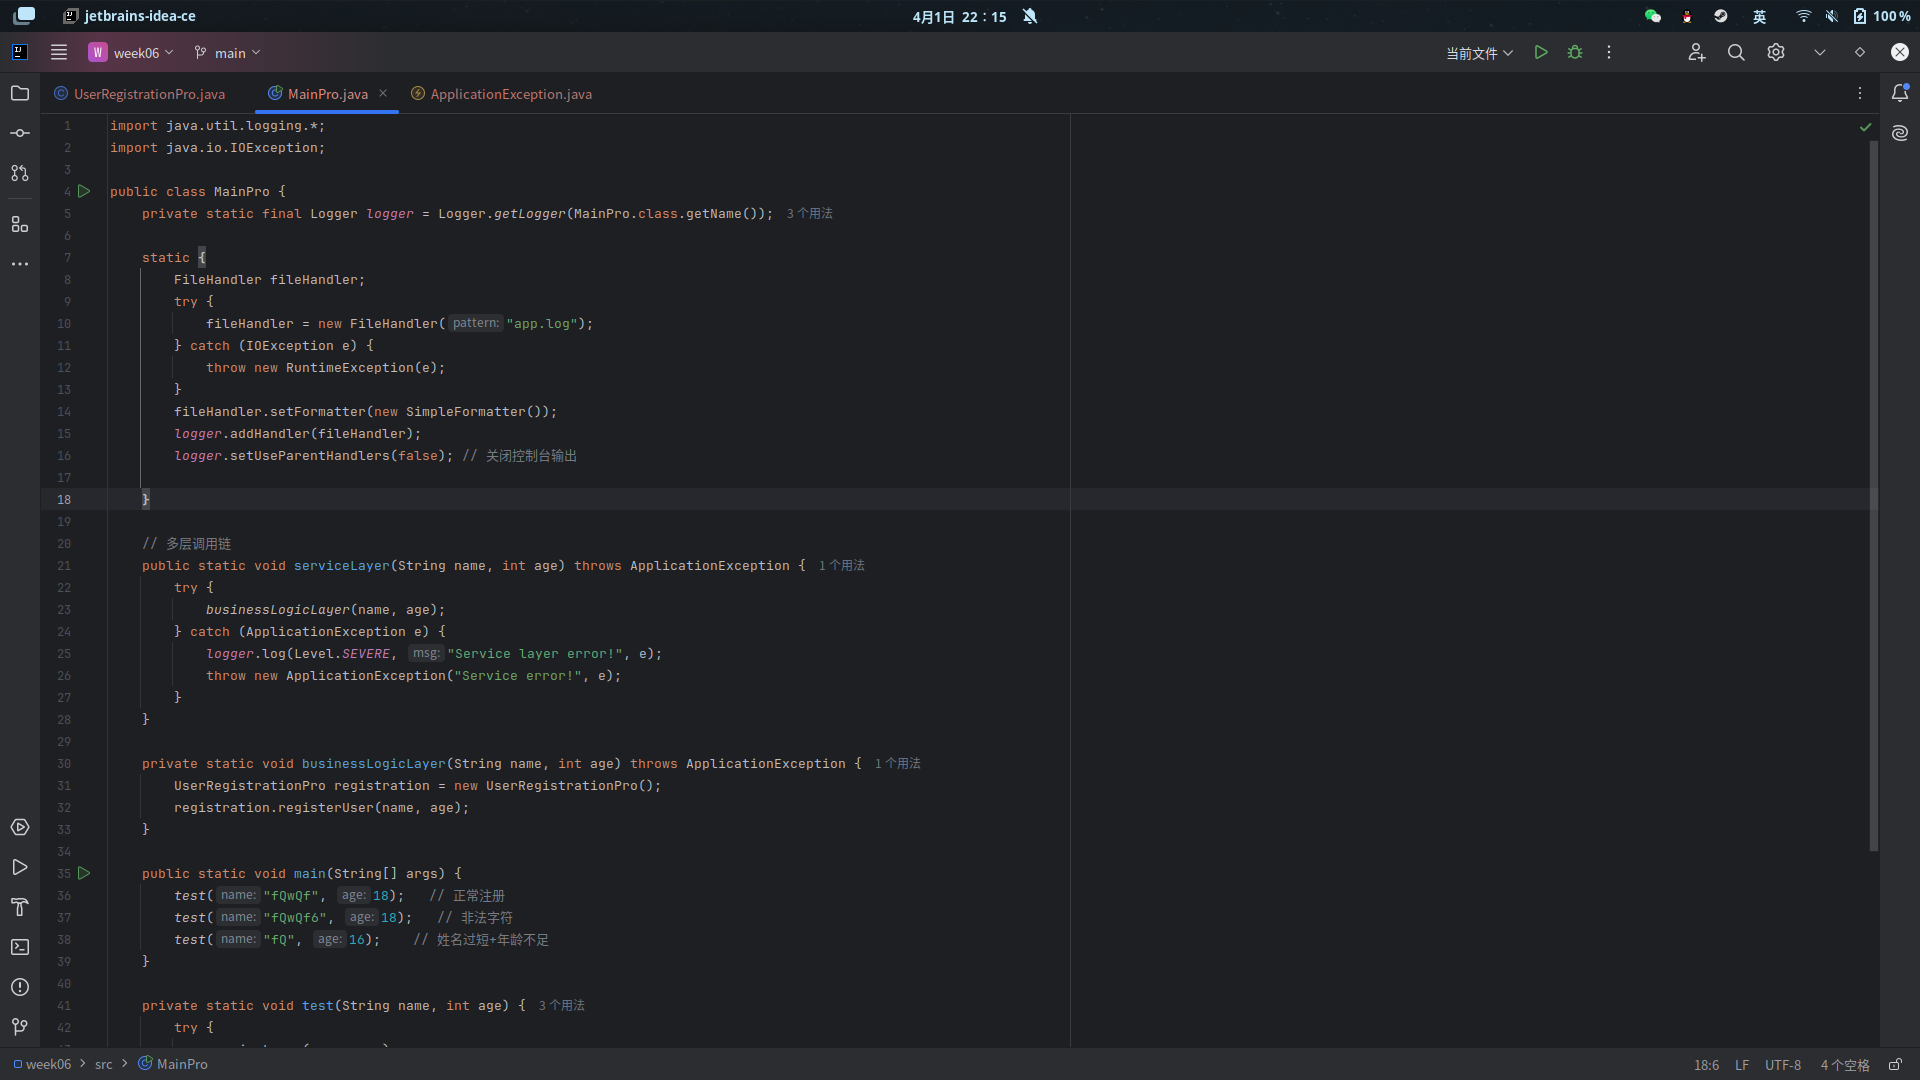 jetbrains-idea-ce
4月1日 22:15
英
100%
W week06
main
当前文件
UserRegistrationPro.java
MainPro.java
ApplicationException.java
1 import java.util.logging.*;
2 import java.io.IOException;
3
4 public class MainPro {
5 private static final Logger logger = Logger.getLogger(MainPro.class.getName()); 3 个用法
6
7 static {
8 FileHandler fileHandler;
9 try {
10 fileHandler = new FileHandler( pattern: "app.log");
11 } catch (IOException e) {
12 throw new RuntimeException(e);
13 }
14 fileHandler.setFormatter(new SimpleFormatter());
15 logger.addHandler(fileHandler);
16 logger.setUseParentHandlers(false); // 关闭控制台输出
17
18 }
19
20 // 多层调用链
21 public static void serviceLayer(String name, int age) throws ApplicationException { 1 个用法
22 try {
23 businessLogicLayer(name, age);
24 } catch (ApplicationException e) {
25 logger.log(Level.SEVERE, msg: "Service layer error!", e);
26 throw new ApplicationException("Service error!", e);
27 }
28 }
29
30 private static void businessLogicLayer(String name, int age) throws ApplicationException { 1 个用法
31 UserRegistrationPro registration = new UserRegistrationPro();
32 registration.registerUser(name, age);
33 }
34
35 public static void main(String[] args) {
36 test( name: "fQwQf", age: 18); // 正常注册
37 test( name: "fQwQf6", age: 18); // 非法字符
38 test( name: "fQ", age: 16); // 姓名过短+年龄不足
39 }
40
41 private static void test(String name, int age) { 3 个用法
42 try {
week06 > src > MainPro
18:6
LF
UTF-8
4 个空格